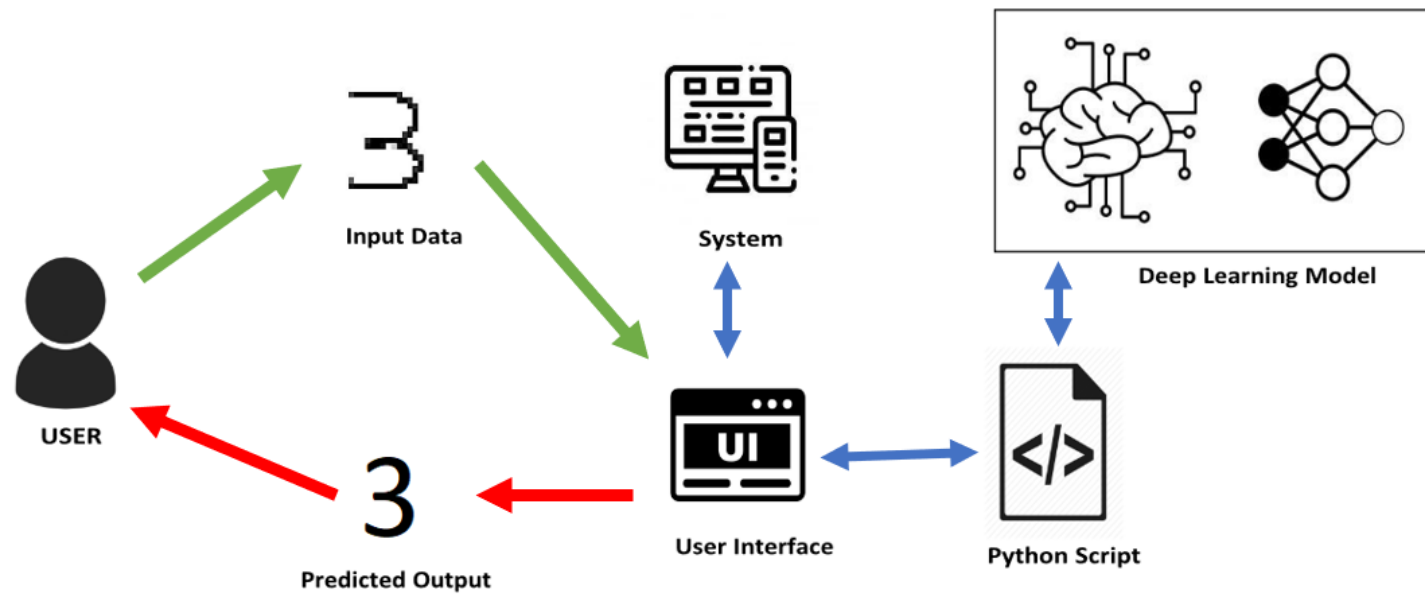 3
Input Data
System
Deep Learning Model
USER
UI
User Interface
</>
Python Script
3
Predicted Output